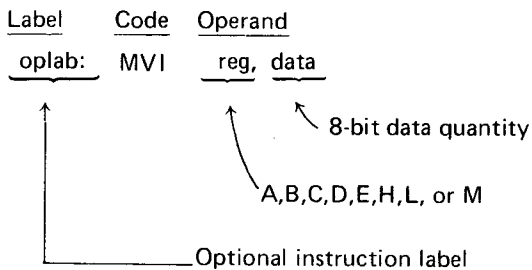 Label Code Operand
oplab: MVI reg, data
8-bit data quantity
A,B,C,D,E,H,L, or M
Optional instruction label